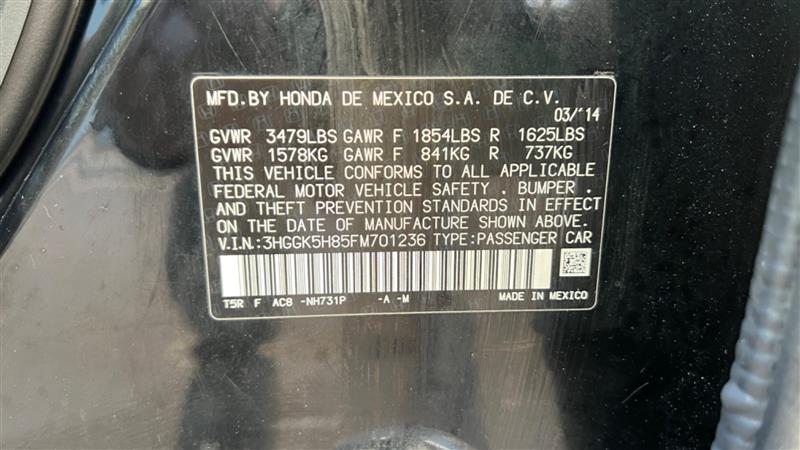 MFD.BY HONDA DE MEXICO S.A. DE C.V.
03/'14
GVWR 3479LBS GAWR F 1854LBS R 1625LBS
GVWR 1578KG GAWR F 841KG R 737KG
THIS VEHICLE CONFORMS TO ALL APPLICABLE
FEDERAL MOTOR VEHICLE SAFETY . BUMPER .
AND THEFT PREVENTION STANDARDS IN EFFECT
ON THE DATE OF MANUFACTURE SHOWN ABOVE.
V.I.N:3HGGK5H85FM701236 TYPE:PASSENGER CAR
T5R F AC8 -NH731P -A -M MADE IN MEXICO